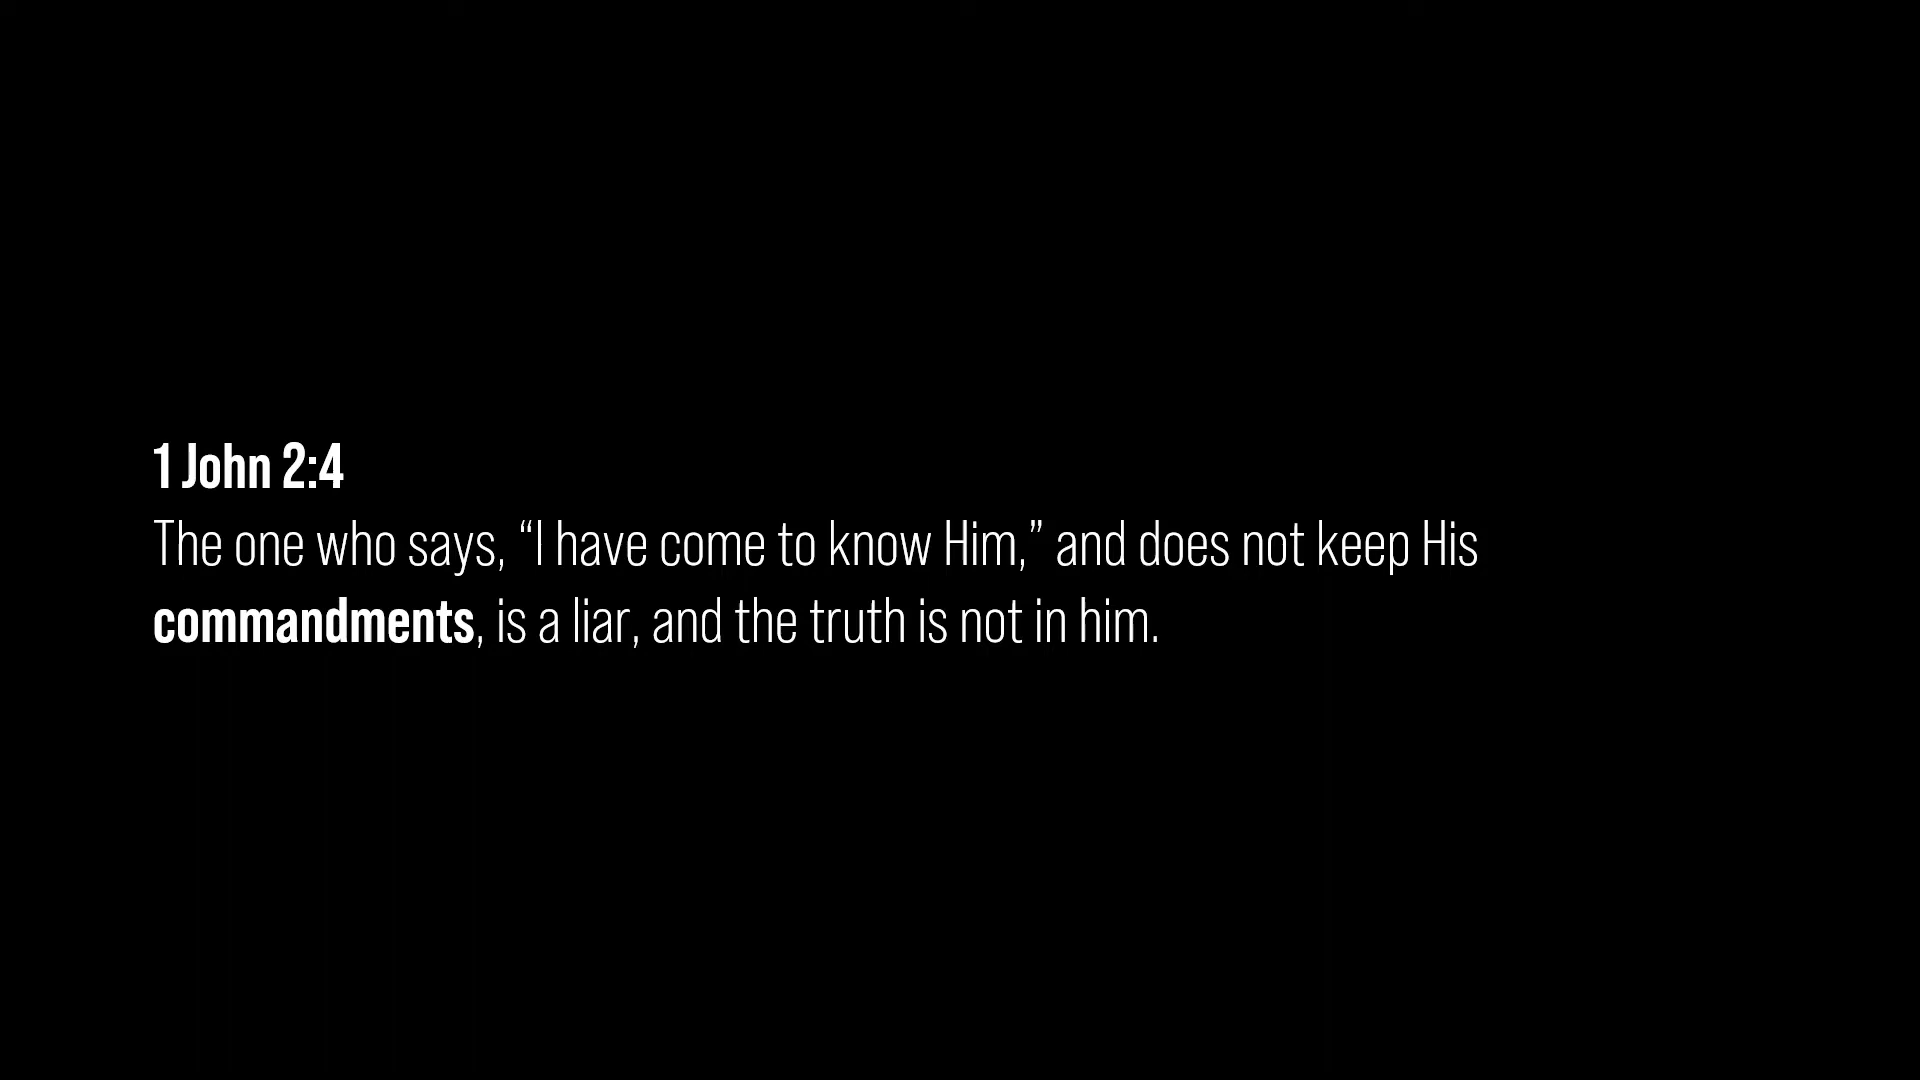 1 John 2:4
The one who says, “I have come to know Him,” and does not keep His
commandments, is a liar, and the truth is not in him.